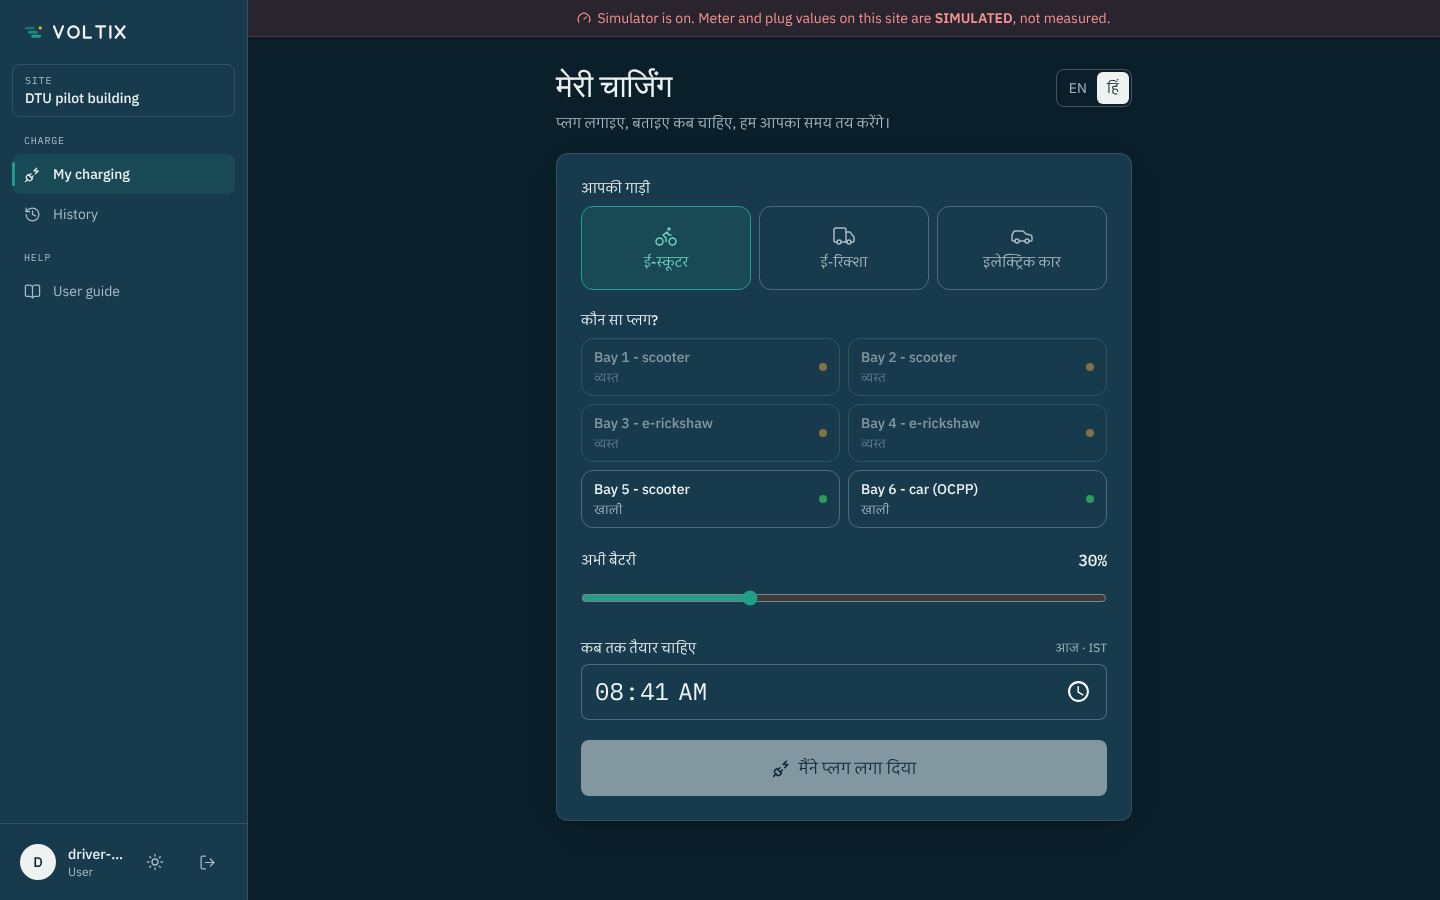 VOLTIX
Simulator is on. Meter and plug values on this site are SIMULATED, not measured.
SITE
DTU pilot building
CHARGE
My charging
History
HELP
User guide
driver-...
User
D
मेरी चार्जिंग
EN
हिं
प्लग लगाइए, बताइए कब चाहिए, हम आपका समय तय करेंगे।
आपकी गाड़ी
ई-स्कूटर
ई-रिक्शा
इलेक्ट्रिक कार
कौन सा प्लग?
Bay 1 - scooter
व्यस्त
Bay 2 - scooter
व्यस्त
Bay 3 - e-rickshaw
व्यस्त
Bay 4 - e-rickshaw
व्यस्त
Bay 5 - scooter
खाली
Bay 6 - car (OCPP)
खाली
अभी बैटरी
30%
कब तक तैयार चाहिए
आज · IST
08:41 AM
मैंने प्लग लगा दिया